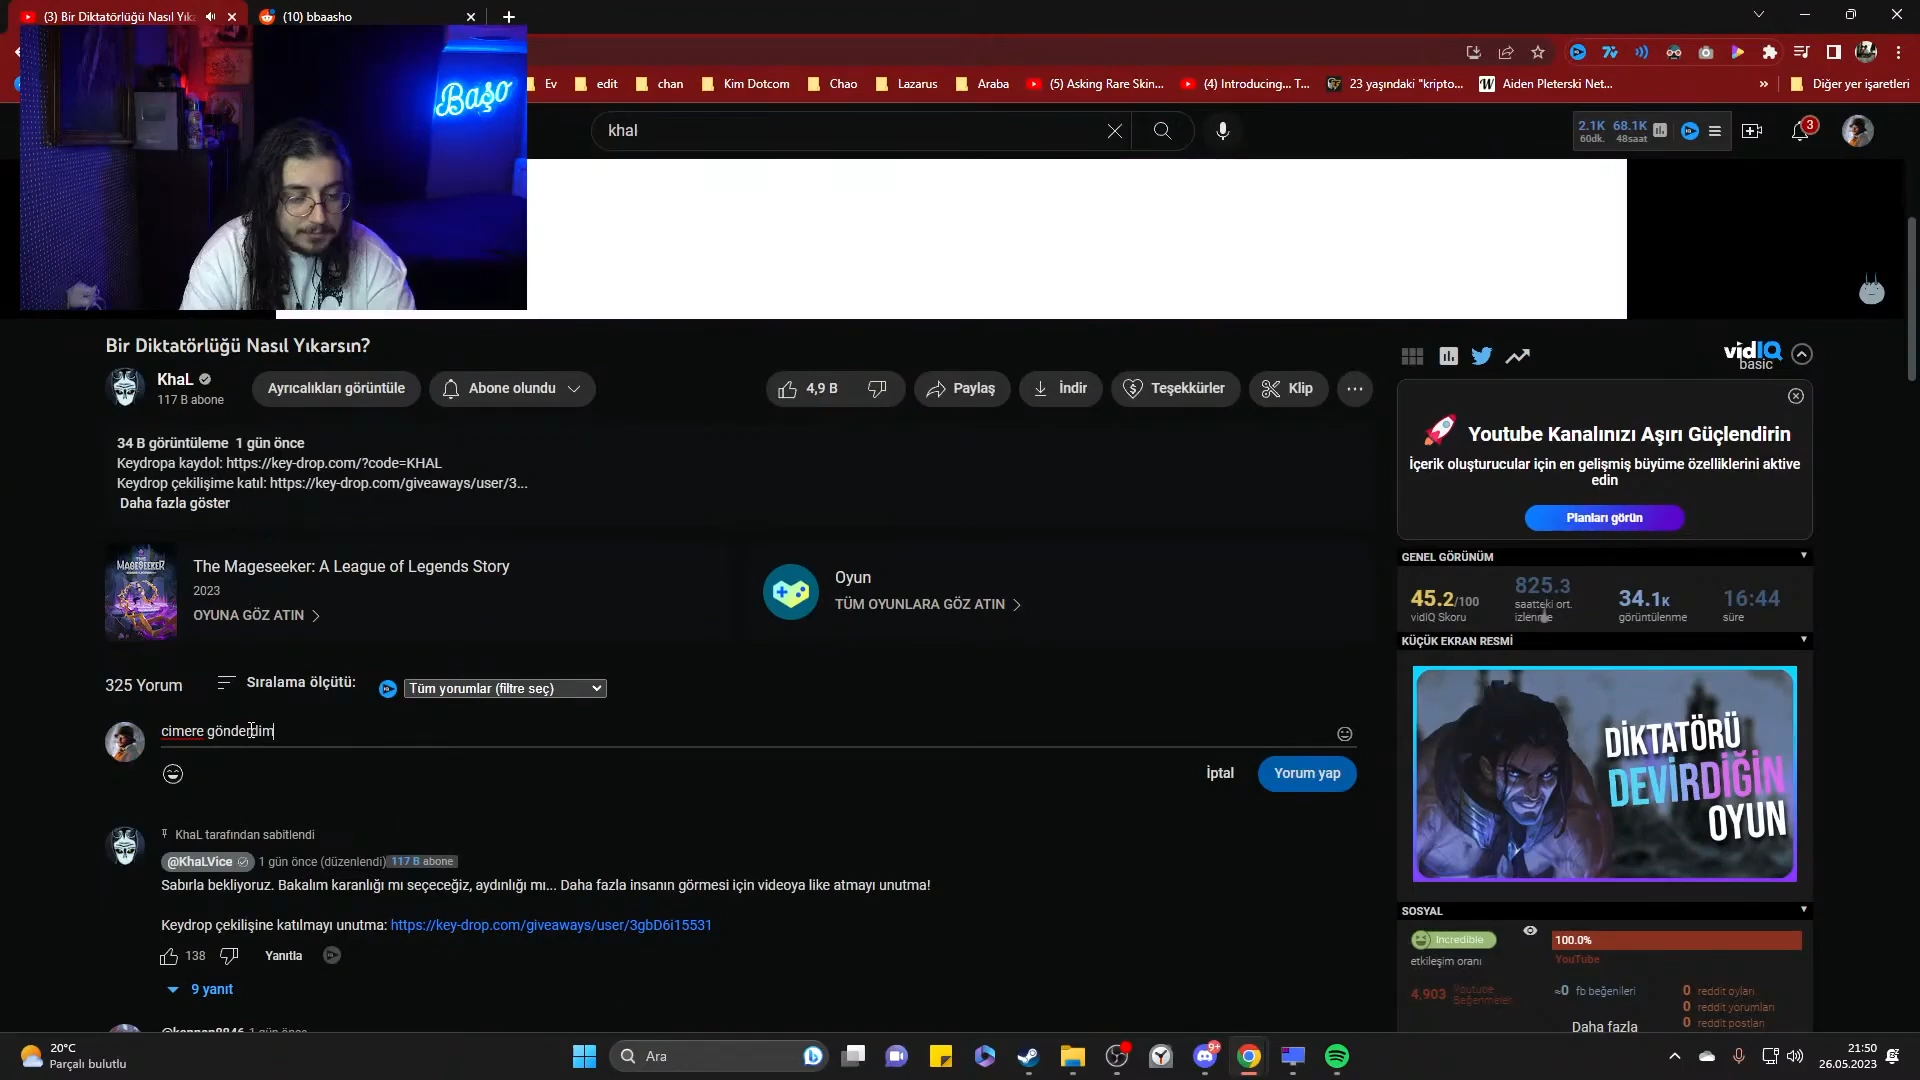 (3) Bir Diktatörlüğü Nasıl Yık
(10) bbaasho
Başo
Ev
edit
chan
Kim Dotcom
Chao
Lazarus
Araba
(5) Asking Rare Skin...
(4) Introducing... T...
23 yaşındaki "kripto...
Aiden Pleterski Net...
»
Diğer yer işaretleri
khal
2.1K 68.1K
60dk. 48saat
3
Bir Diktatörlüğü Nasıl Yıkarsın?
KhaL
117 B abone
Ayrıcalıkları görüntüle
Abone olundu
4,9 B
Paylaş
İndir
Teşekkürler
Klip
34 B görüntüleme 1 gün önce
Keydropa kaydol: https://key-drop.com/?code=KHAL
Keydrop çekilişime katıl: https://key-drop.com/giveaways/user/3...
Daha fazla göster
THE MAGESEEKER
The Mageseeker: A League of Legends Story
2023
OYUNA GÖZ ATIN
Oyun
TÜM OYUNLARA GÖZ ATIN
325 Yorum
Sıralama ölçütü:
Tüm yorumlar (filtre seç)
cimere gönderdim
İptal
Yorum yap
KhaL tarafından sabitlendi
@KhaLVice 1 gün önce (düzenlendi) 117 B abone
Sabırla bekliyoruz. Bakalım karanlığı mı seçeceğiz, aydınlığı mı... Daha fazla insanın görmesi için videoya like atmayı unutma!
Keydrop çekilişine katılmayı unutma: https://key-drop.com/giveaways/user/3gbD6i15531
138
Yanıtla
9 yanıt
1 gün önce
vidIQ
basic
Youtube Kanalınızı Aşırı Güçlendirin
İçerik oluşturucular için en gelişmiş büyüme özelliklerini aktive
edin
Planları görün
GENEL GÖRÜNÜM
45.2/100
vidIQ Skoru
825.3
saatteki ort.
izlenme
34.1K
görüntülenme
16:44
süre
KÜÇÜK EKRAN RESMİ
DİKTATÖRÜ
DEVİRDİĞİN
OYUN
SOSYAL
Incredible
etkileşim oranı
100.0%
YouTube
4,903 Youtube
Beğenmeler
≈0 fb beğenileri
0 reddit oyları
0 reddit yorumları
0 reddit postları
Daha fazla
20°C
Parçalı bulutlu
Ara
9+
21:50
26.05.2023